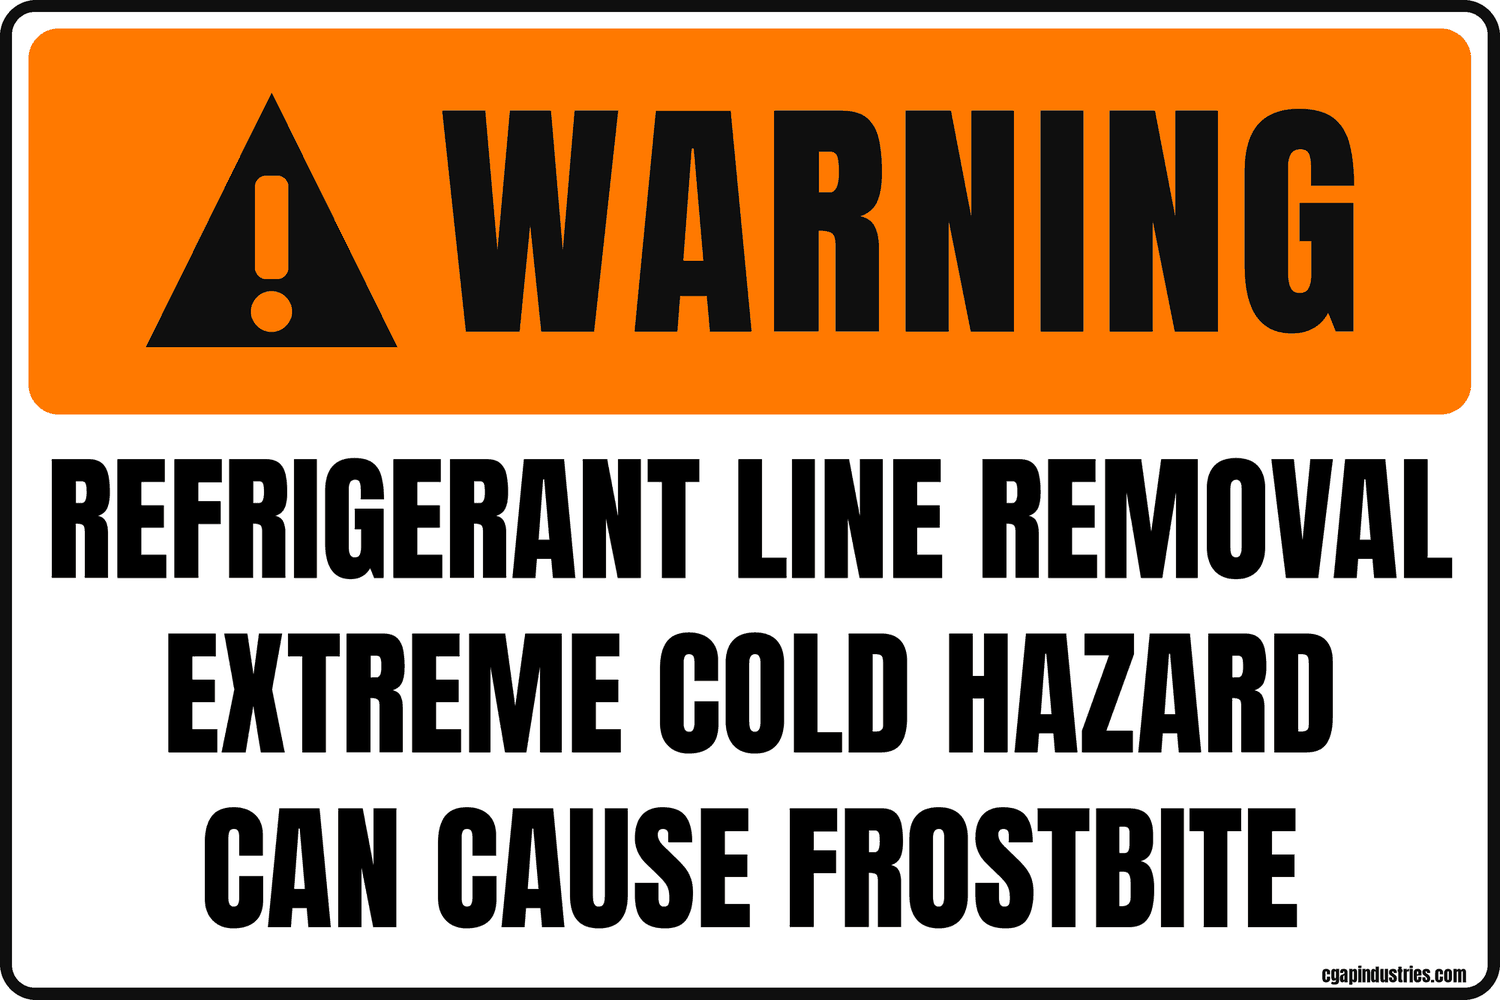 WARNING
REFRIGERANT LINE REMOVAL
EXTREME COLD HAZARD
CAN CAUSE FROSTBITE
cgapindustries.com